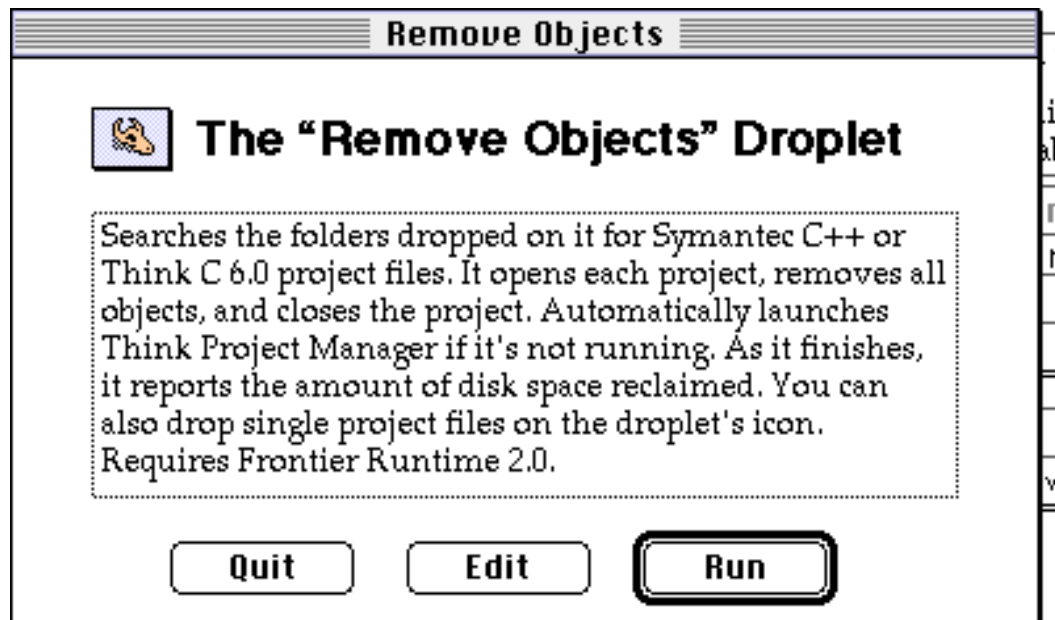 Remove Objects
The “Remove Objects” Droplet
Searches the folders dropped on it for Symantec C++ or
Think C 6.0 project files. It opens each project, removes all
objects, and closes the project. Automatically launches
Think Project Manager if it's not running. As it finishes,
it reports the amount of disk space reclaimed. You can
also drop single project files on the droplet's icon.
Requires Frontier Runtime 2.0.
Quit Edit Run